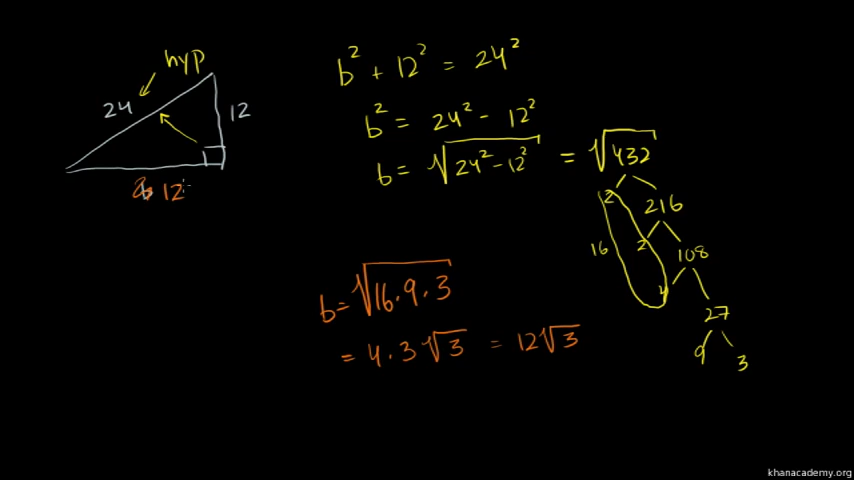 hyp
24
12
12
b² + 12² = 24²
b² = 24² - 12²
b = √(24² - 12²) = √432
2 216
16 2 108
4 27
9 3
b = √(16·9·3)
= 4·3√3 = 12√3
khanacademy.org